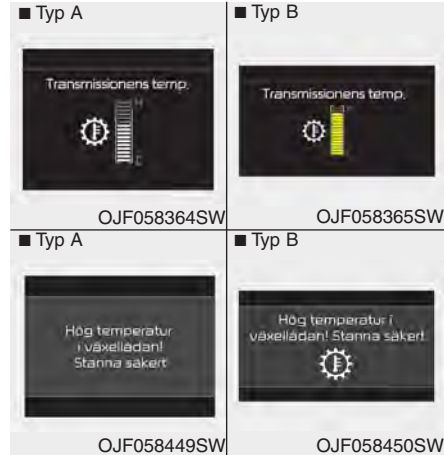 ■ Typ A
■ Typ B
Transmissionens temp.
H
C
Transmissionens temp.
OJF058364SW
OJF058365SW
■ Typ A
■ Typ B
Hög temperatur
i växellådan!
Stanna säkert
Hög temperatur i
växellådan! Stanna säkert
OJF058449SW
OJF058450SW